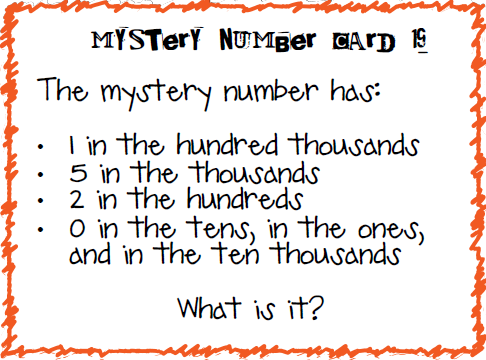 Mystery Number Card 19
The mystery number has:
• 1 in the hundred thousands
• 5 in the thousands
• 2 in the hundreds
• 0 in the tens, in the ones,
and in the ten thousands
What is it?